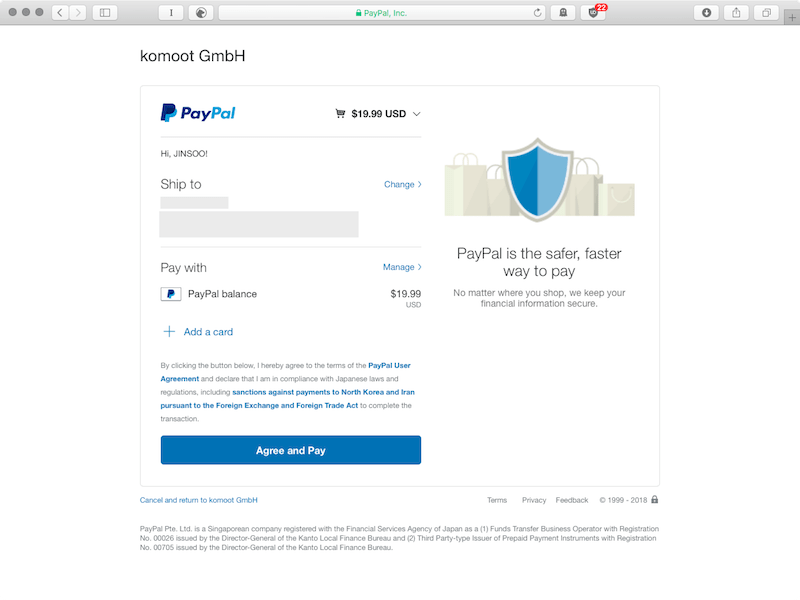 I
PayPal, Inc.
22
komoot GmbH
PayPal
$19.99 USD
Hi, JINSOO!
Ship to
Change
Pay with
Manage
PayPal balance
$19.99
USD
Add a card
By clicking the button below, I hereby agree to the terms of the PayPal User
Agreement and declare that I am in compliance with Japanese laws and
regulations, including sanctions against payments to North Korea and Iran
pursuant to the Foreign Exchange and Foreign Trade Act to complete the
transaction.
Agree and Pay
PayPal is the safer, faster
way to pay
No matter where you shop, we keep your
financial information secure.
Cancel and return to komoot GmbH
Terms Privacy Feedback © 1999 - 2018
PayPal Pte. Ltd. is a Singaporean company registered with the Financial Services Agency of Japan as a (1) Funds Transfer Business Operator with Registration
No. 00026 issued by the Director-General of the Kanto Local Finance Bureau and (2) Third Party-type Issuer of Prepaid Payment Instruments with Registration
No. 00705 issued by the Director-General of the Kanto Local Finance Bureau.